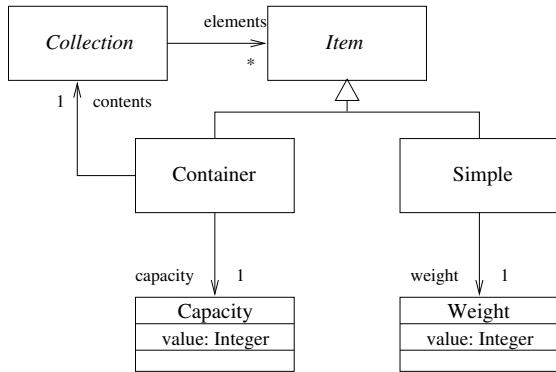 elements
Collection
Item
*
1 contents
Container
Simple
capacity 1
weight 1
Capacity
Weight
value: Integer
value: Integer